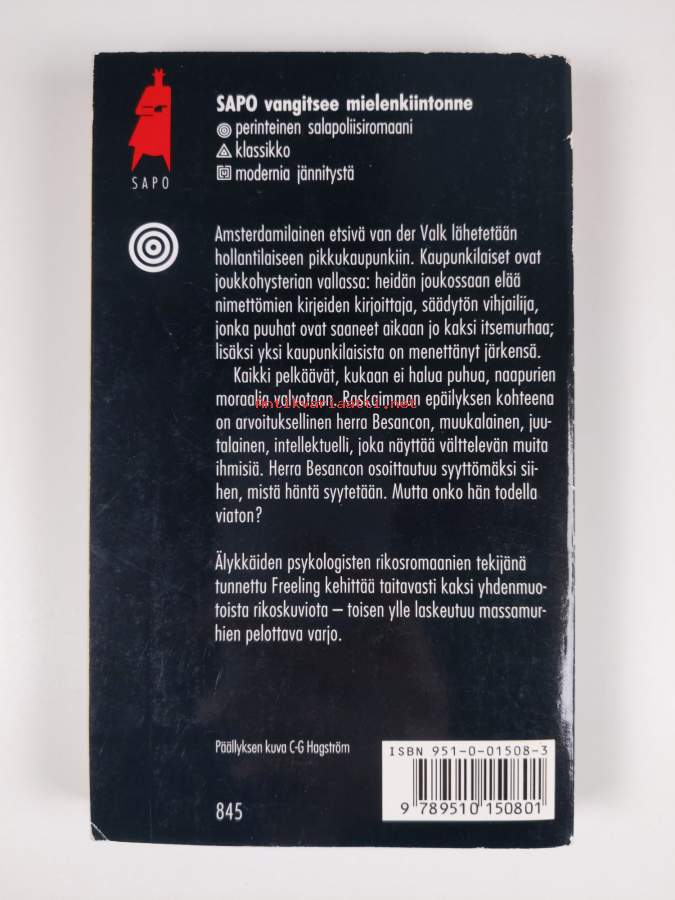 SAPO vangitsee mielenkiintonne
perinteinen salapoliisiromaani
klassikko
modernia jännitystä
SAPO
Amsterdamilainen etsivä van der Valk lähetetään
hollantilaiseen pikkukaupunkiin. Kaupunkilaiset ovat
joukkohysterian vallassa: heidän joukossaan elää
nimettömien kirjeiden kirjoittaja, säädytön vihjailija,
jonka puuhat ovat saaneet aikaan jo kaksi itsemurhaa;
lisäksi yksi kaupunkilaisista on menettänyt järkensä.
Kaikki pelkäävät, kukaan ei halua puhua, naapurien
moraalia valvotaan. Raskaimman epäilyksen kohteena
antikvariaatti.net
on arvoituksellinen herra Besancon, muukalainen, juu-
talainen, intellektuelli, joka näyttää välttelevän muita
ihmisiä. Herra Besancon osoittautuu syyttömäksi sii-
hen, mistä häntä syytetään. Mutta onko hän todella
viaton?
Älykkäiden psykologisten rikosromaanien tekijänä
tunnettu Freeling kehittää taitavasti kaksi yhdenmuo-
toista rikoskuviota – toisen ylle laskeutuu massamur-
hien pelottava varjo.
Päällyksen kuva C-G Hagström
ISBN 951-0-01508-3
9 789510 150801
845